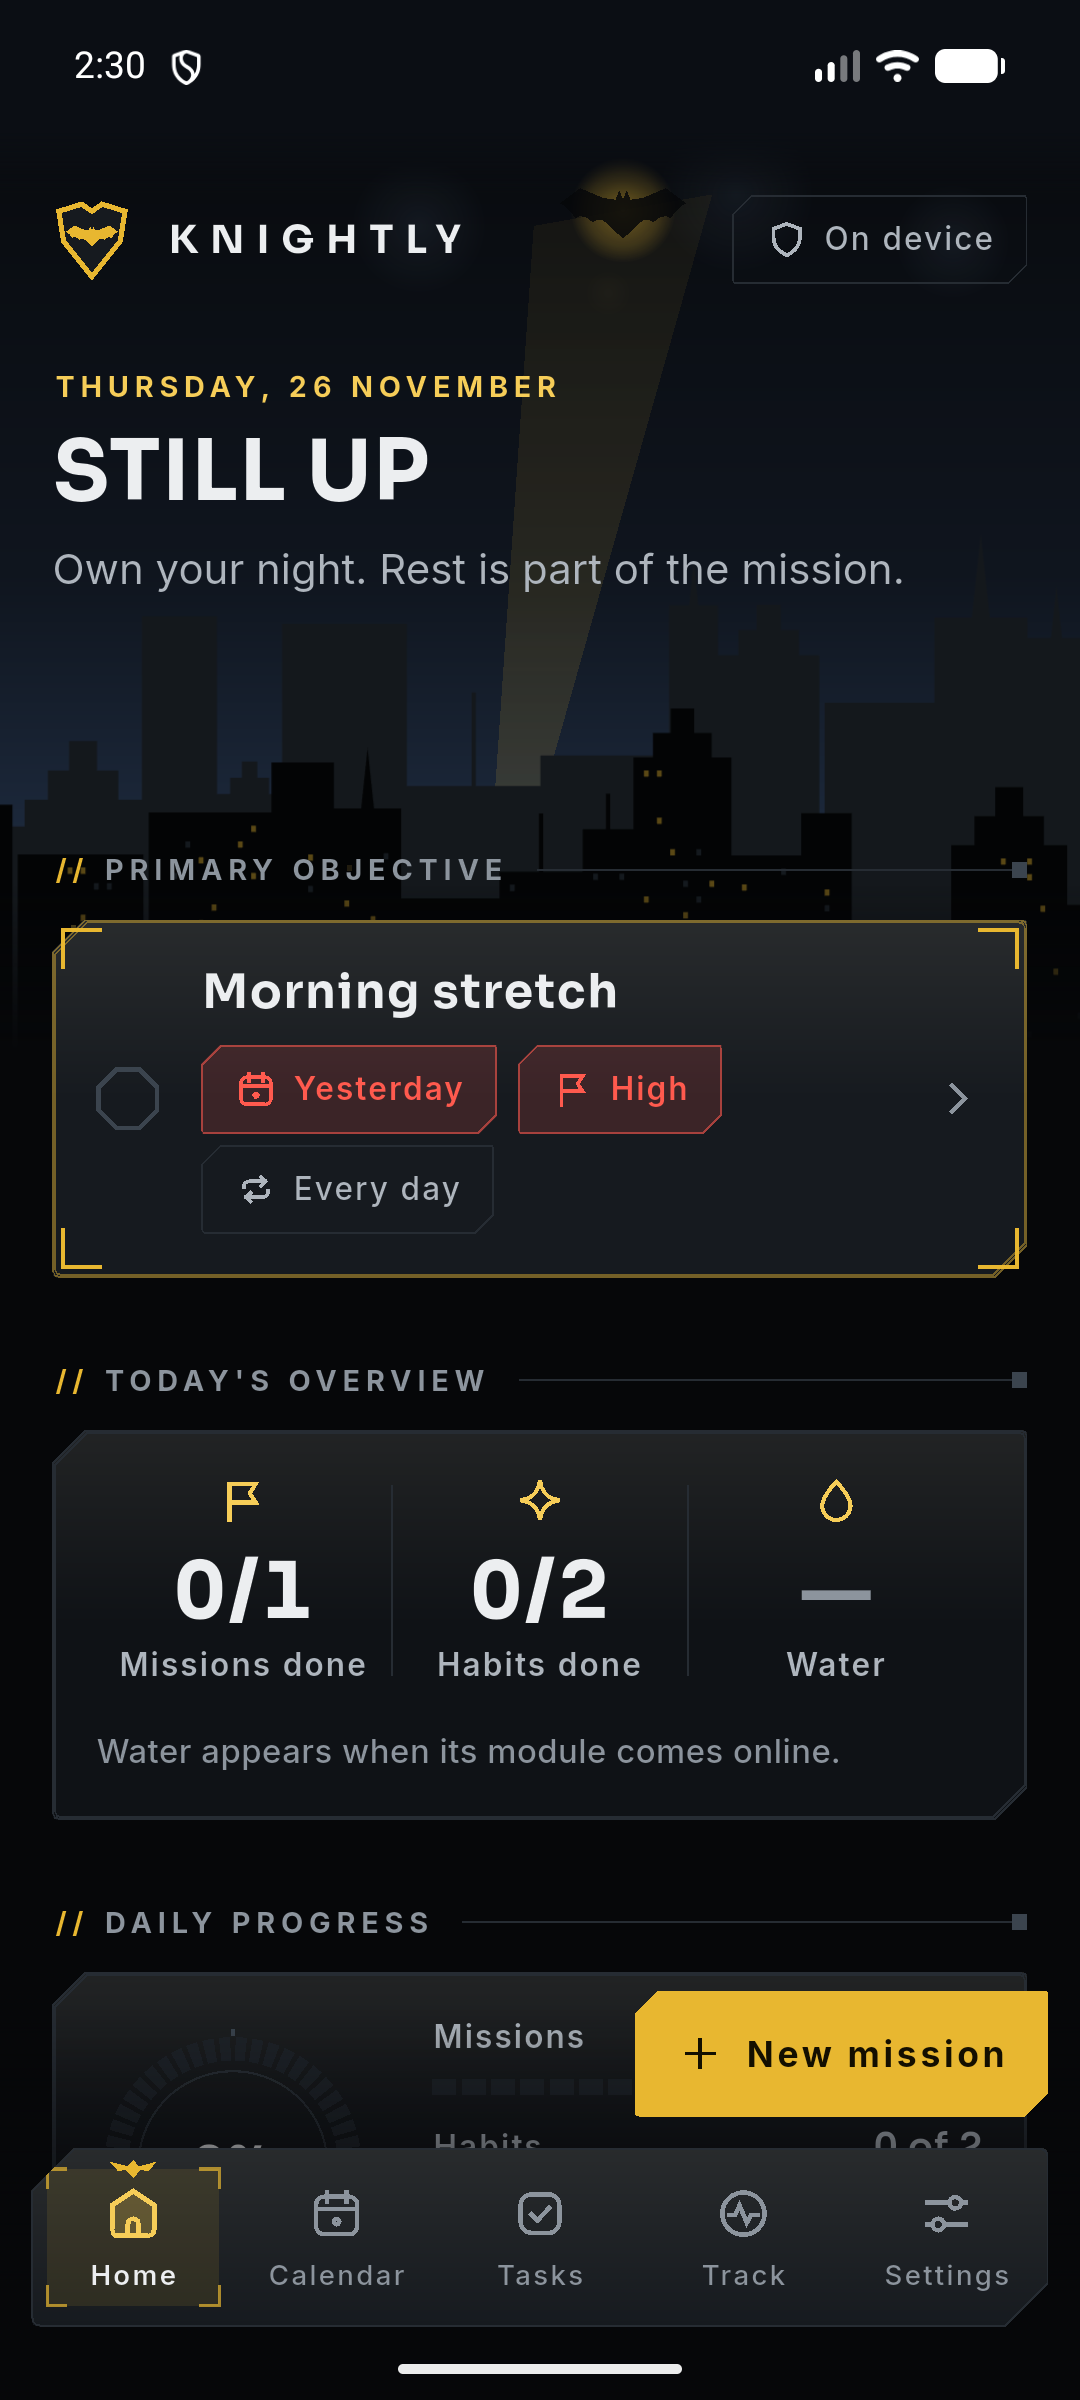 2:30
KNIGHTLY
On device
THURSDAY, 26 NOVEMBER
STILL UP
Own your night. Rest is part of the mission.
// PRIMARY OBJECTIVE
Morning stretch
Yesterday
High
Every day
// TODAY'S OVERVIEW
0/1
0/2
—
Missions done
Habits done
Water
Water appears when its module comes online.
// DAILY PROGRESS
Missions
New mission
Habits
Home
Calendar
Tasks
Track
Settings